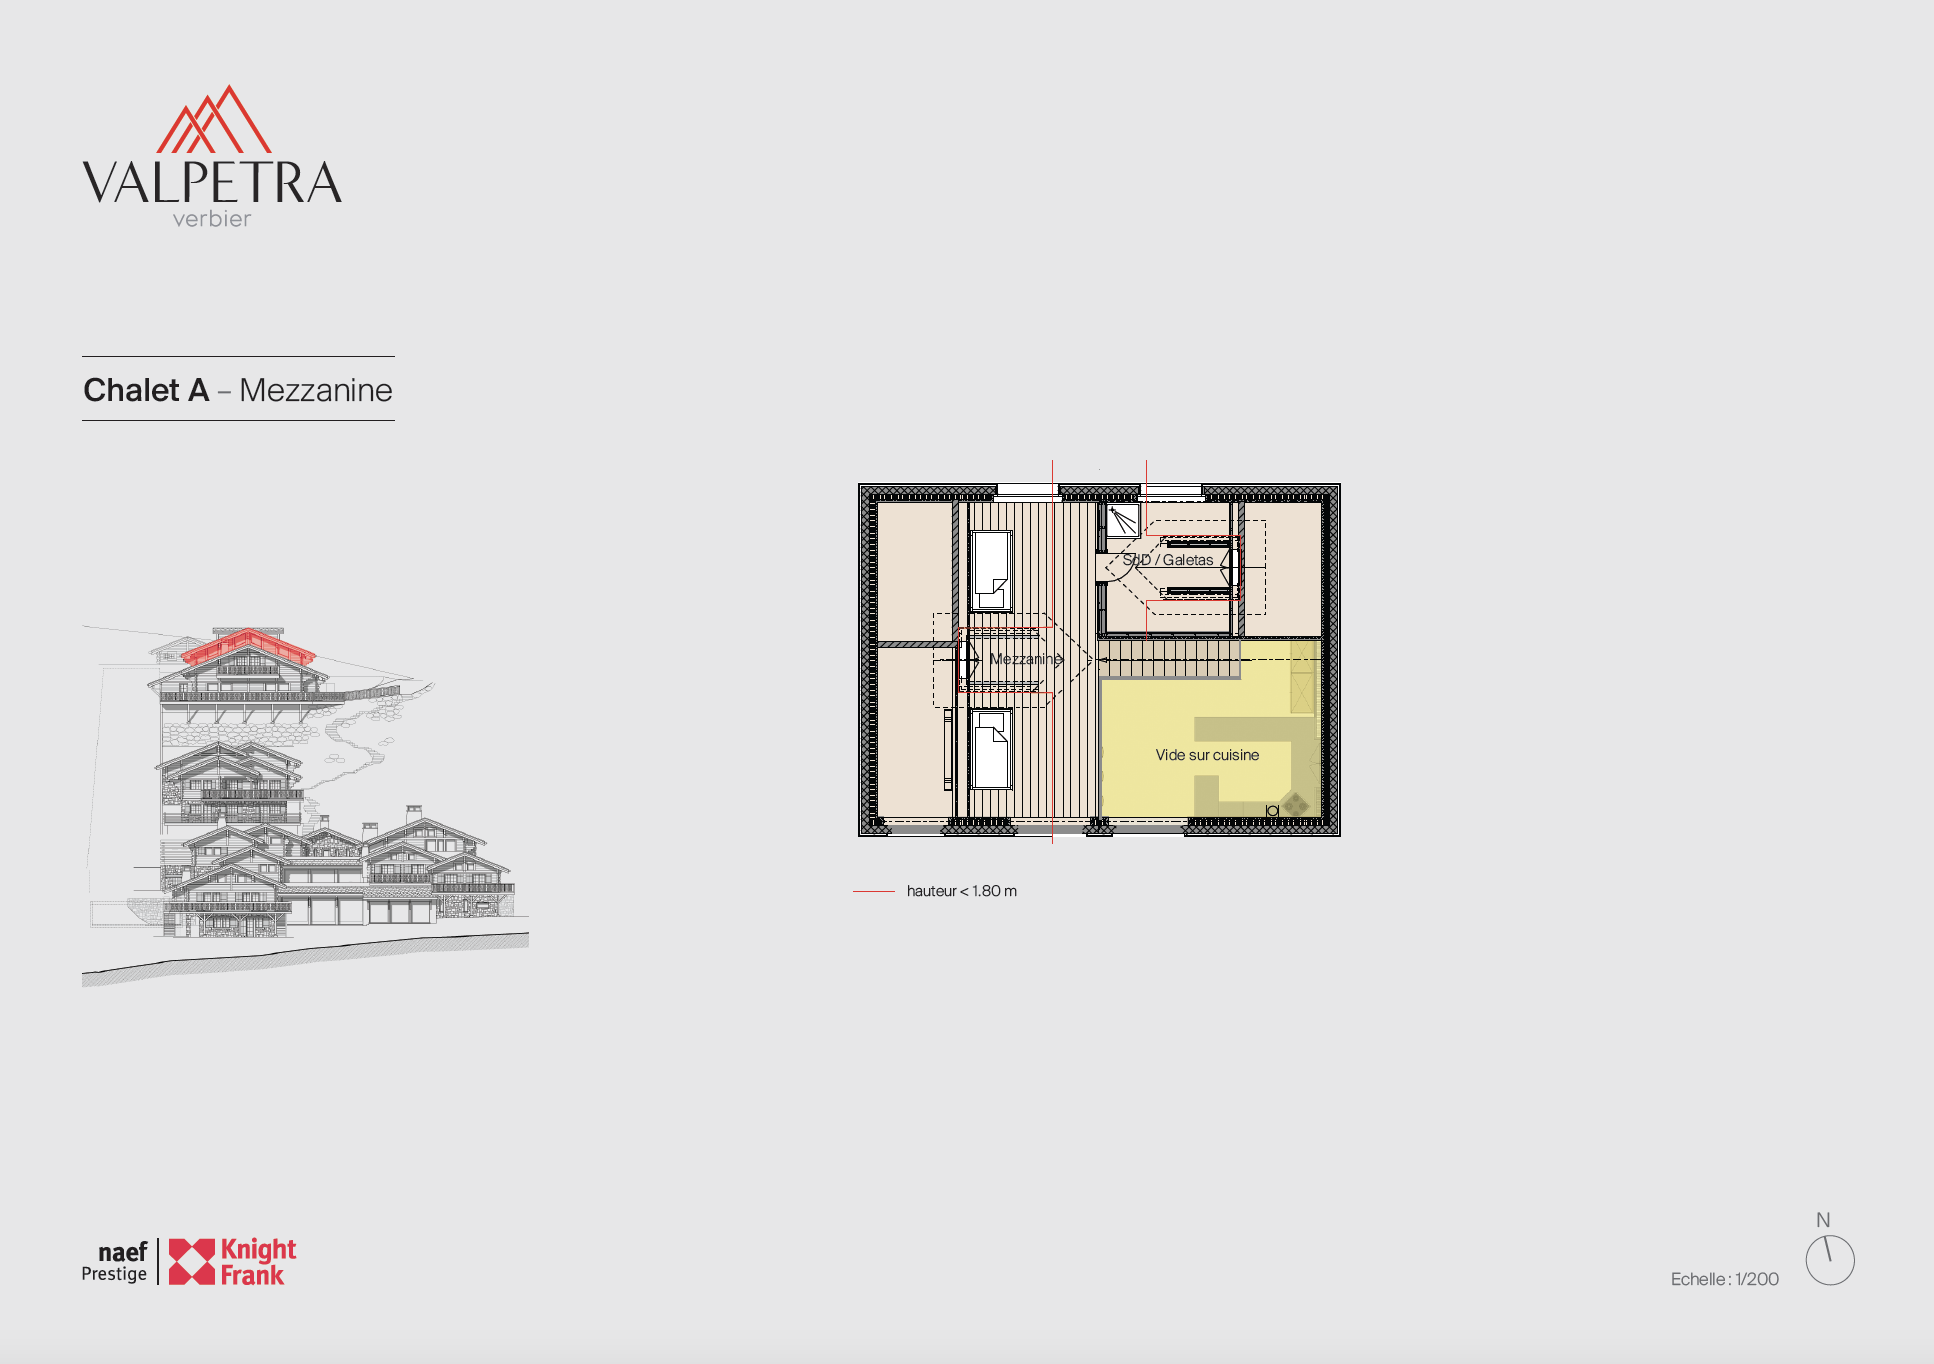 VALPETRA
verbier
Chalet A – Mezzanine
SdD / Galetas
Mezzanine
Vide sur cuisine
hauteur < 1.80 m
naef
Prestige
Knight
Frank
N
Echelle : 1/200